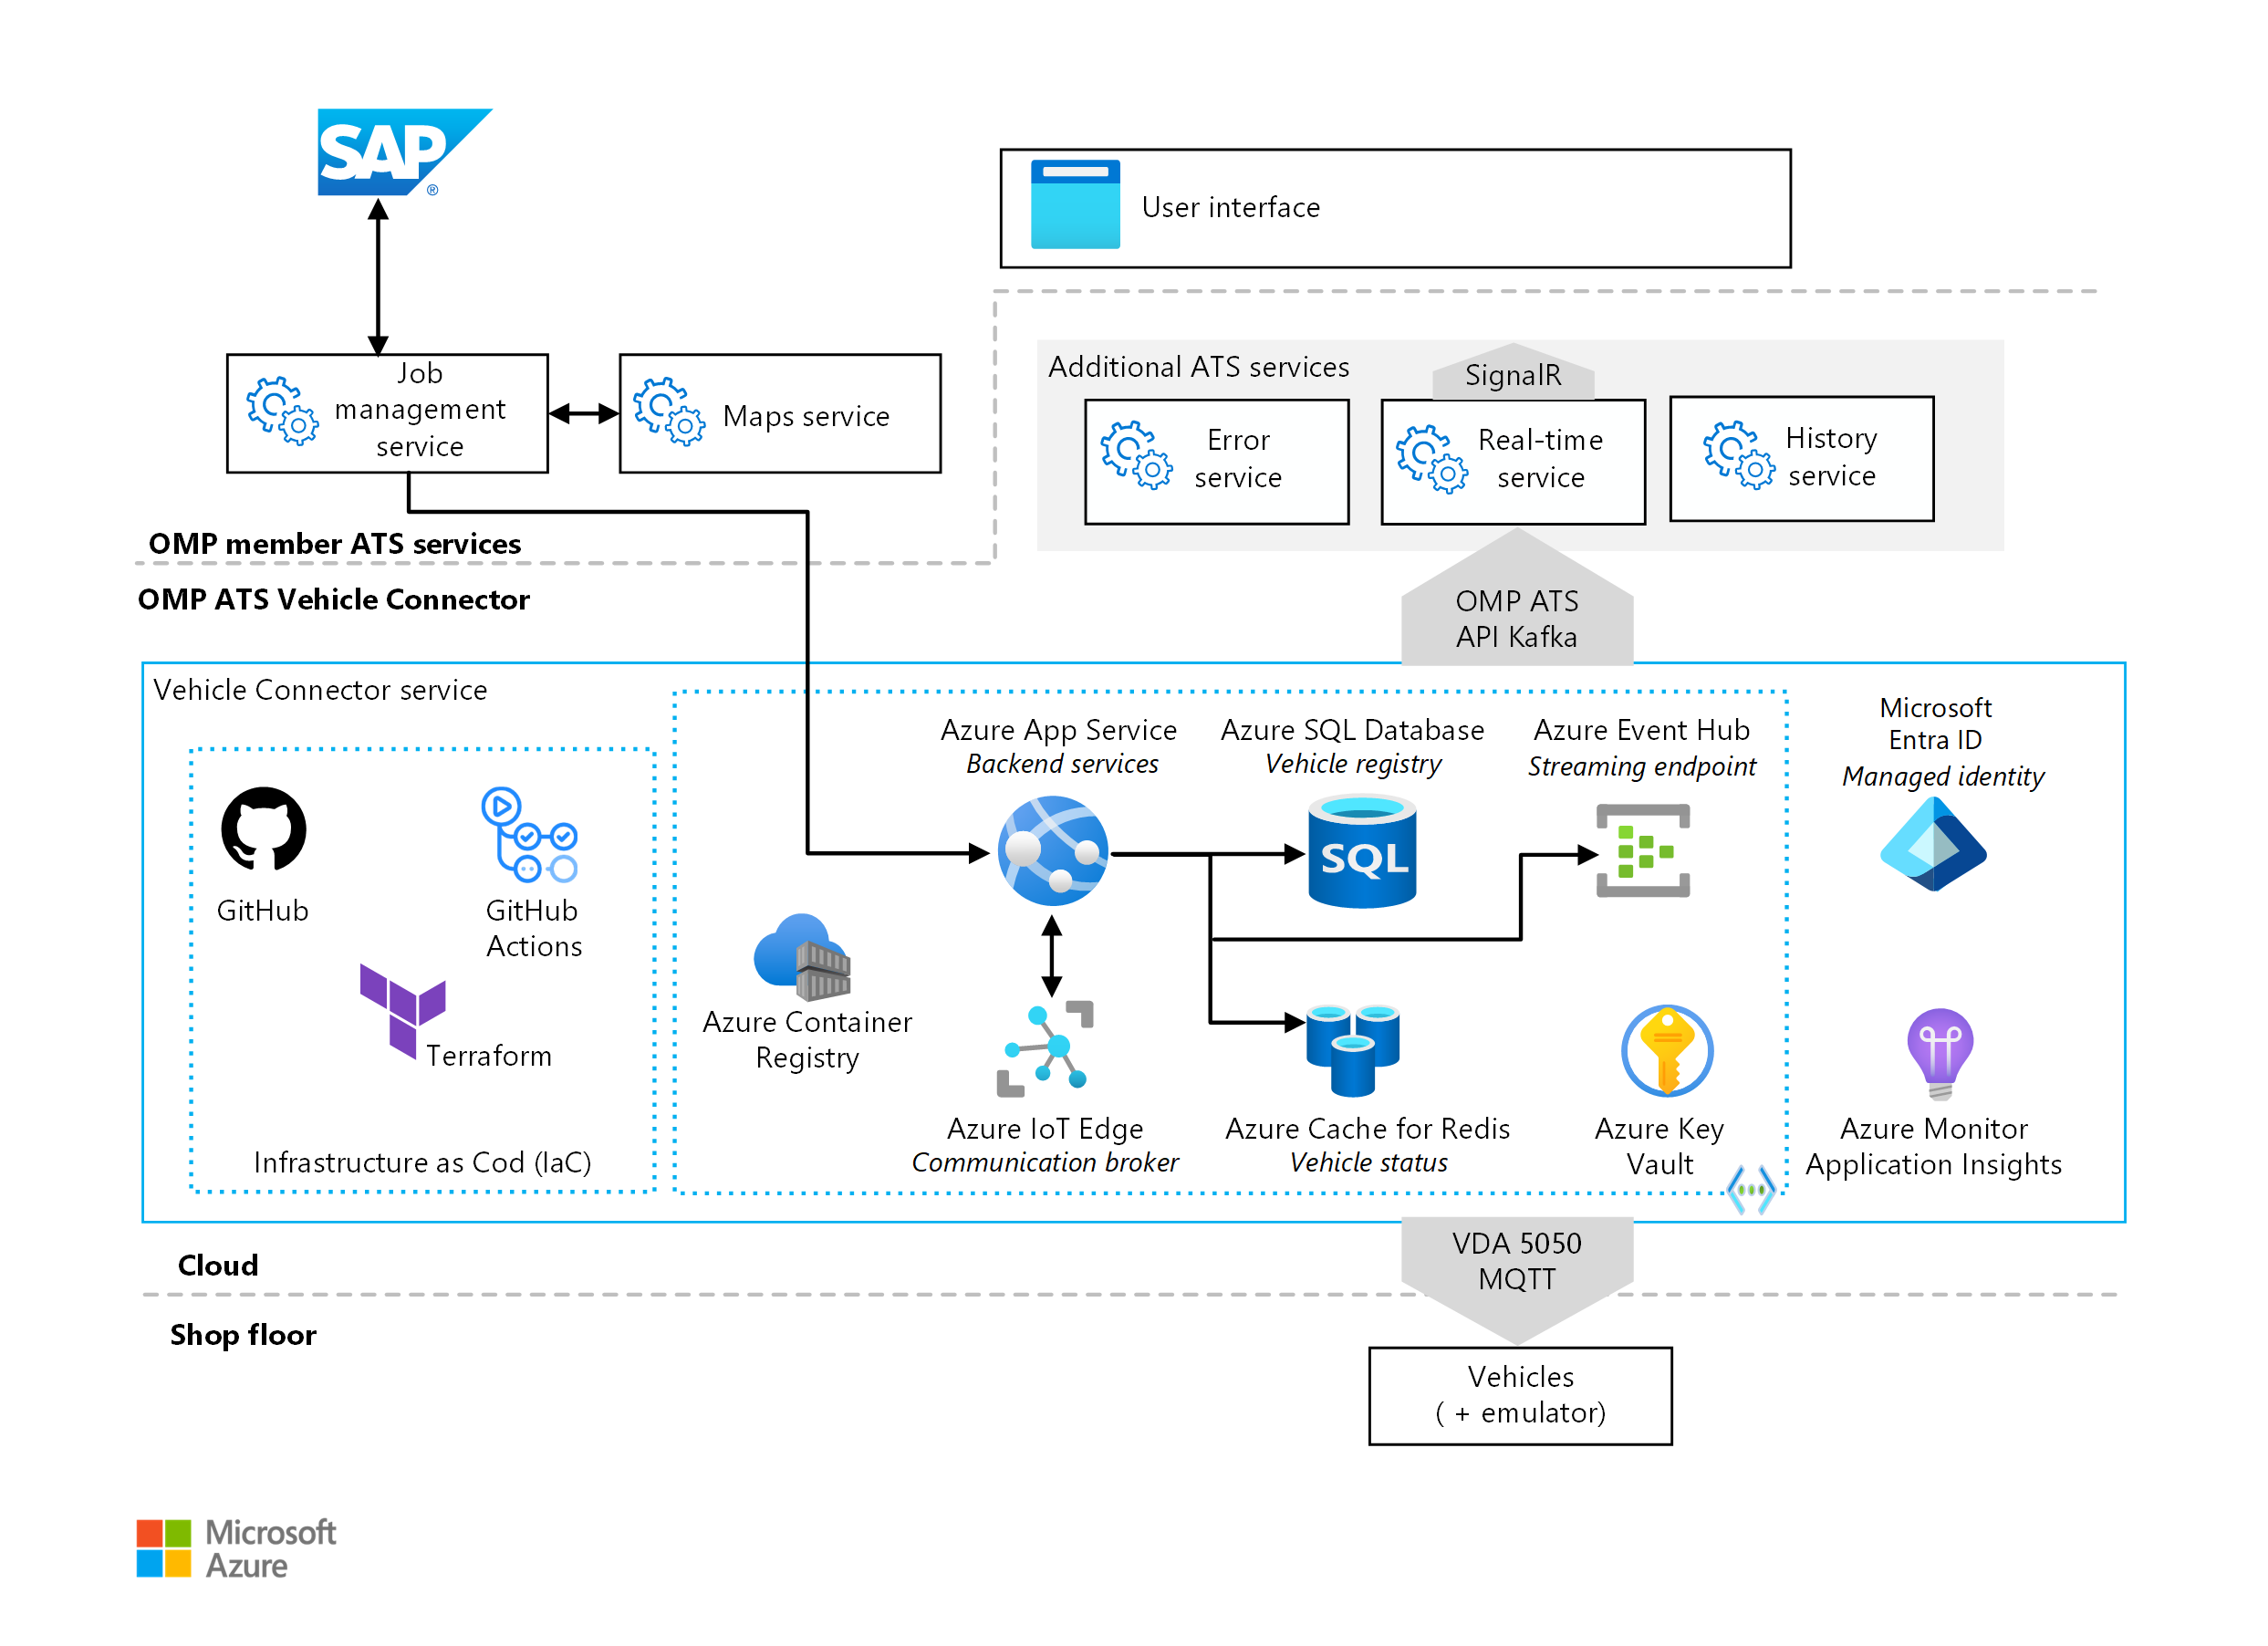 SAP
®
User interface
Job
management
service
Maps service
Additional ATS services
SignalR
Error
service
Real-time
service
History
service
OMP member ATS services
OMP ATS Vehicle Connector
OMP ATS
API Kafka
Vehicle Connector service
GitHub
GitHub
Actions
Terraform
Infrastructure as Cod (IaC)
Azure App Service
Backend services
Azure SQL Database
Vehicle registry
Azure Event Hub
Streaming endpoint
Microsoft
Entra ID
Managed identity
SQL
Azure Container
Registry
Azure IoT Edge
Communication broker
Azure Cache for Redis
Vehicle status
Azure Key
Vault
Azure Monitor
Application Insights
Cloud
VDA 5050
MQTT
Shop floor
Vehicles
( + emulator)
Microsoft
Azure